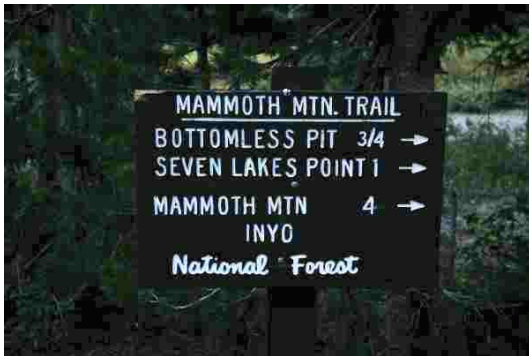 MAMMOTH MTN. TRAIL
BOTTOMLESS PIT 3/4 →
SEVEN LAKES POINT 1 →
MAMMOTH MTN 4 →
INYO
National Forest